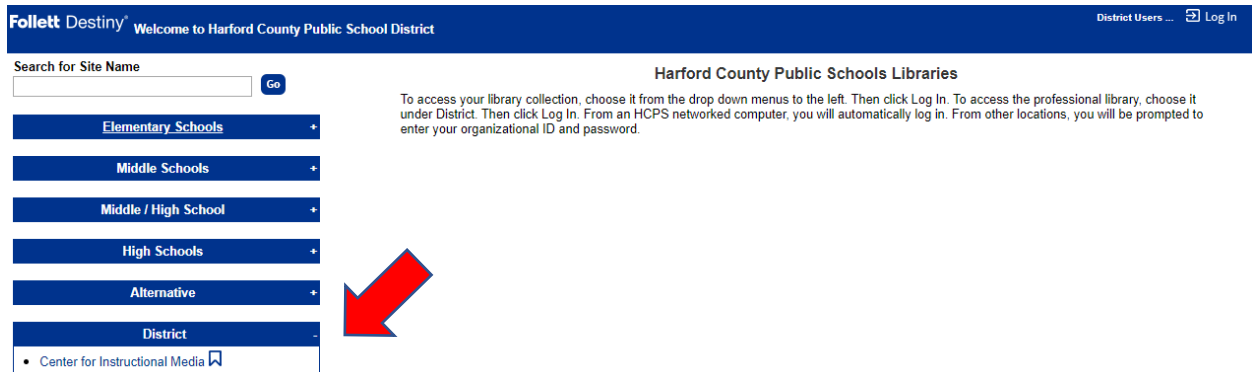 Follett Destiny® Welcome to Harford County Public School District
District Users ... Log In
Search for Site Name
Go
Elementary Schools +
Middle Schools +
Middle / High School +
High Schools +
Alternative +
District -
• Center for Instructional Media
Harford County Public Schools Libraries
To access your library collection, choose it from the drop down menus to the left. Then click Log In. To access the professional library, choose it
under District. Then click Log In. From an HCPS networked computer, you will automatically log in. From other locations, you will be prompted to
enter your organizational ID and password.